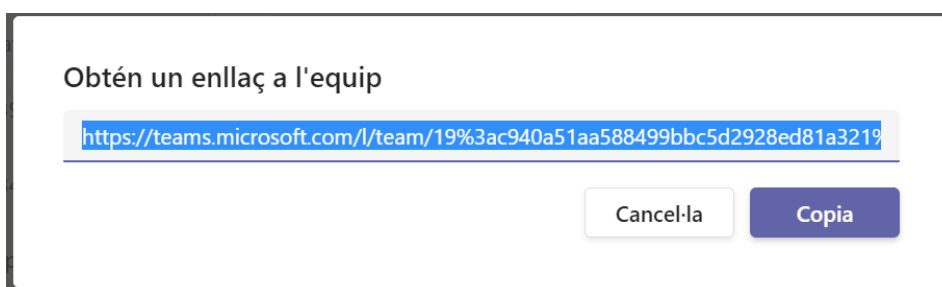 Obtén un enllaç a l'equip
https://teams.microsoft.com/l/team/19%3ac940a51aa588499bbc5d2928ed81a321%
Cancel·la
Copia